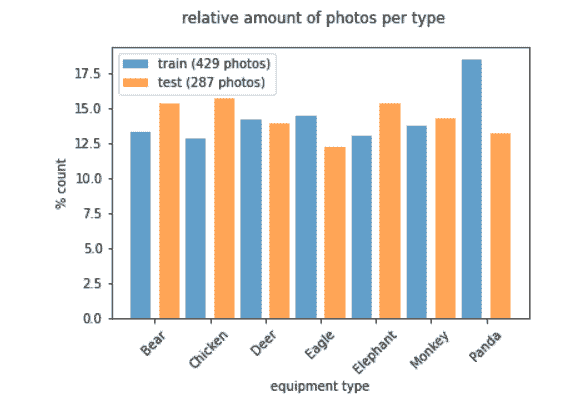 relative amount of photos per type
train (429 photos)
test (287 photos)
17.5
15.0
12.5
10.0
7.5
5.0
2.5
0.0
% count
Bear
Chicken
Deer
Eagle
Elephant
Monkey
Panda
equipment type